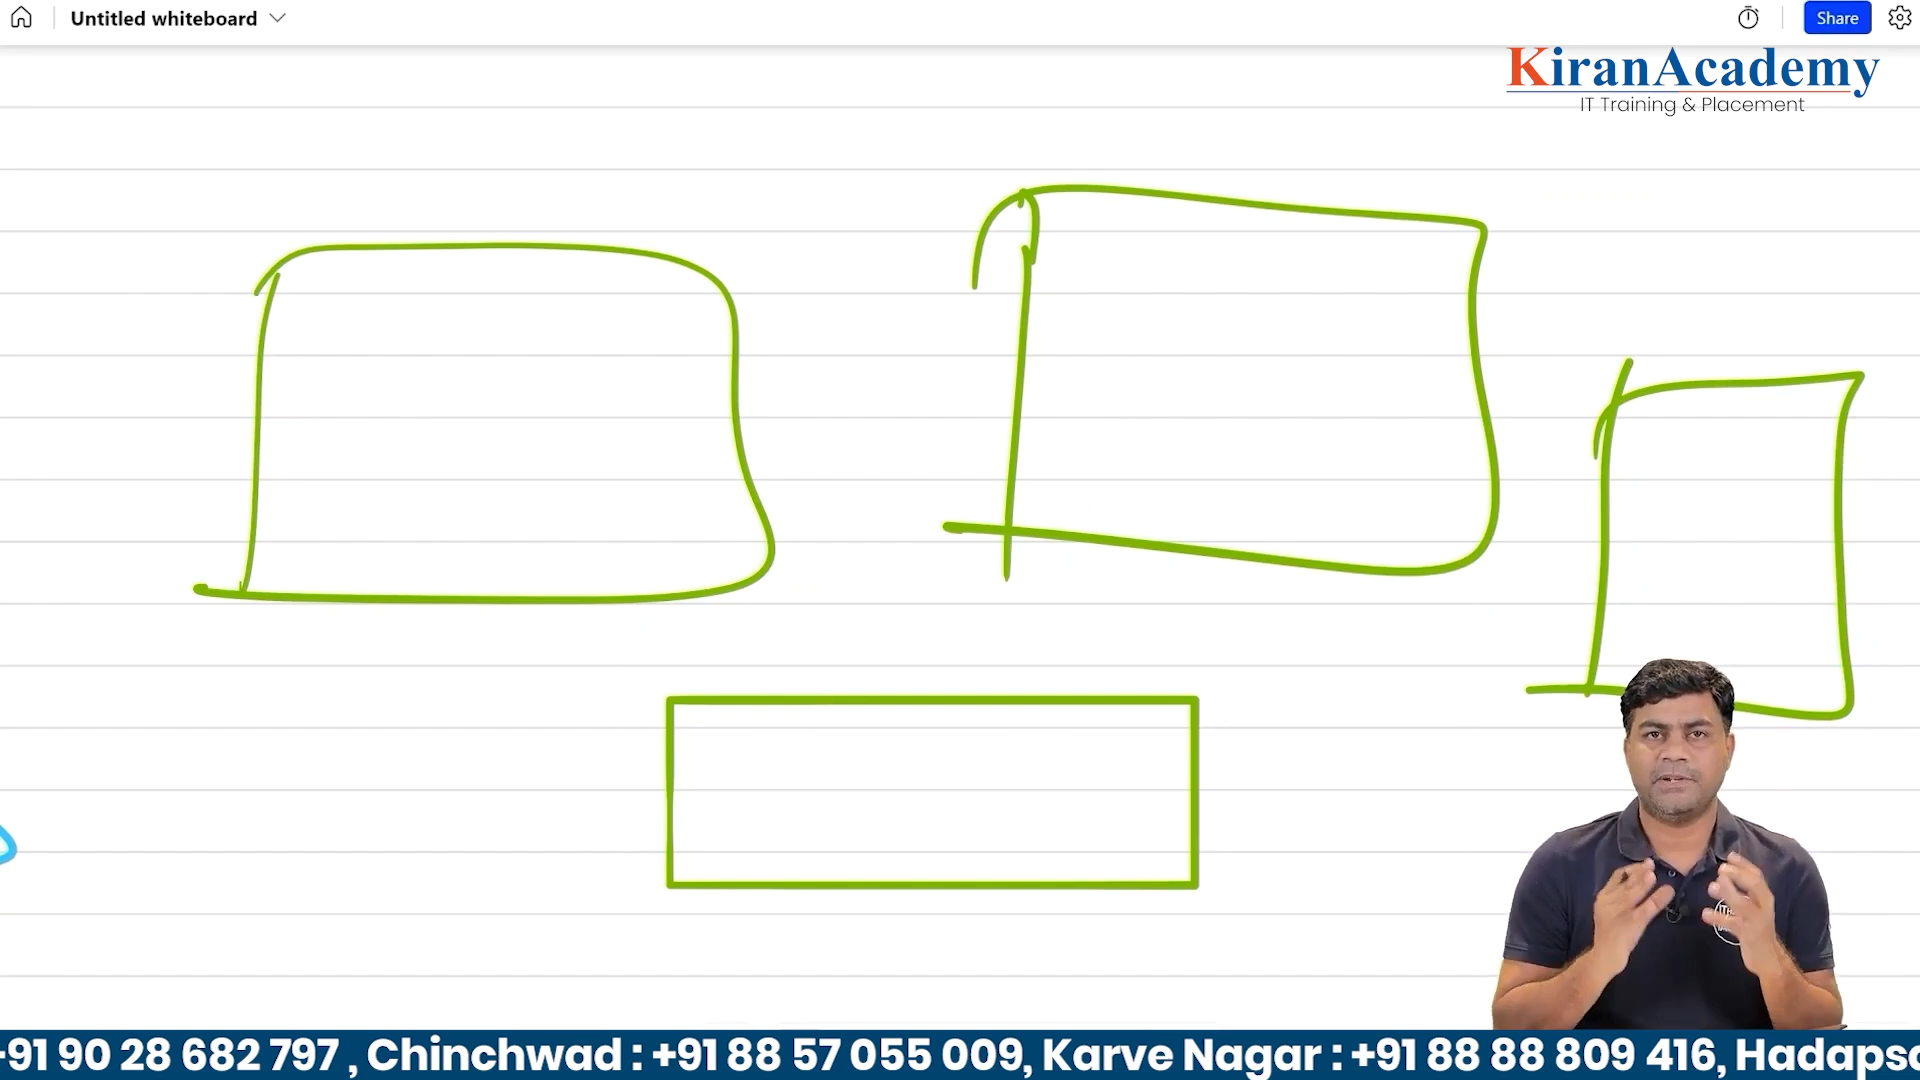 Untitled whiteboard
Share
KiranAcademy
IT Training & Placement
+91 90 28 682 797 , Chinchwad : +91 88 57 055 009, Karve Nagar : +91 88 88 809 416, Hadapsa